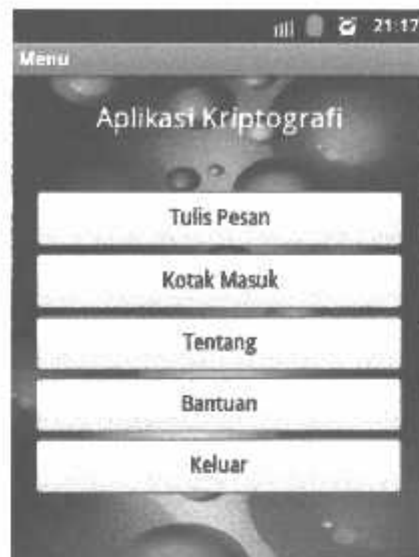 21:17
Menu
Aplikasi Kriptografi
Tulis Pesan
Kotak Masuk
Tentang
Bantuan
Keluar